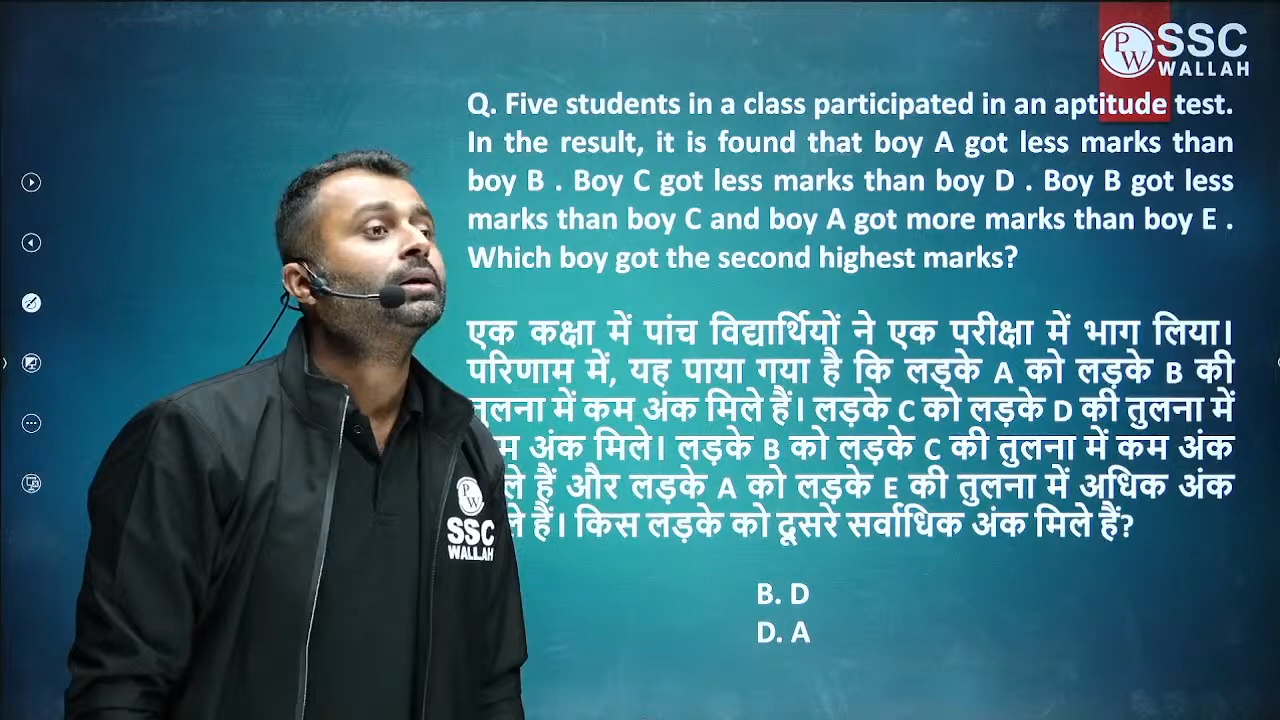 PW SSC
WALLAH
Q. Five students in a class participated in an aptitude test.
In the result, it is found that boy A got less marks than
boy B . Boy C got less marks than boy D . Boy B got less
marks than boy C and boy A got more marks than boy E .
Which boy got the second highest marks?
एक कक्षा में पांच विद्यार्थियों ने एक परीक्षा में भाग लिया।
परिणाम में, यह पाया गया है कि लड़के A को लड़के B की
तुलना में कम अंक मिले हैं। लड़के C को लड़के D की तुलना में
अंक मिले। लड़के B को लड़के C की तुलना में कम अंक
हैं और लड़के A को लड़के E की तुलना में अधिक अंक
हैं। किस लड़के को दूसरे सर्वाधिक अंक मिले हैं?
B. D
D. A
PW
SSC
WALLAH